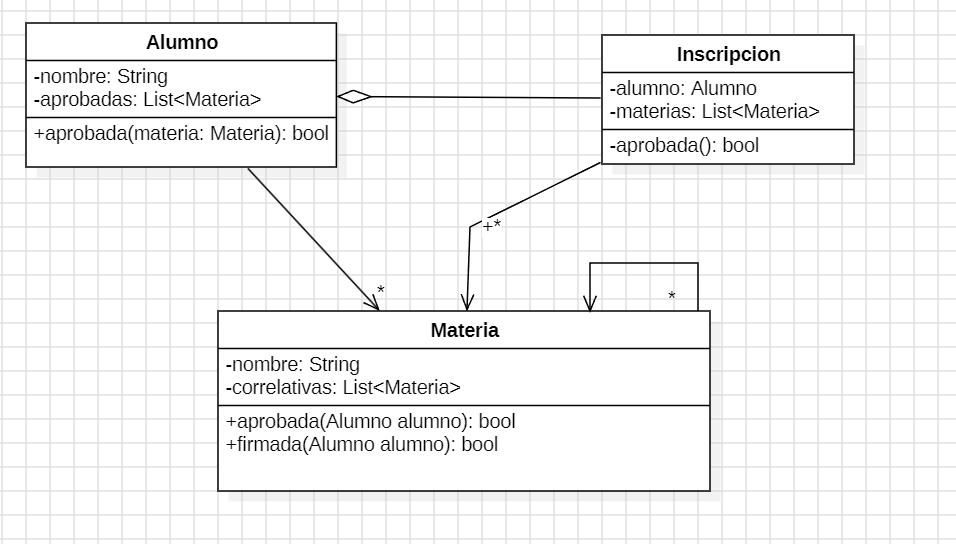 Alumno
-nombre: String
-aprobadas: List<Materia>
+aprobada(materia: Materia): bool
Inscripcion
-alumno: Alumno
-materias: List<Materia>
-aprobada(): bool
+*
*
*
Materia
-nombre: String
-correlativas: List<Materia>
+aprobada(Alumno alumno): bool
+firmada(Alumno alumno): bool